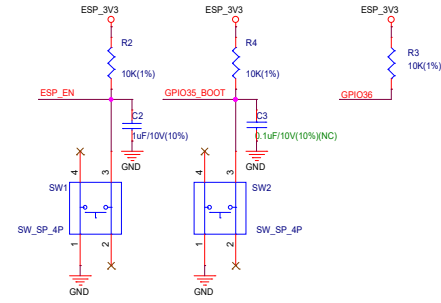 ESP_3V3
ESP_3V3
ESP_3V3
R2
10K(1%)
R4
10K(1%)
R3
10K(1%)
ESP_EN
GPIO35_BOOT
GPIO36
C2
1uF/10V(10%)
C3
0.1uF/10V(10%)(NC)
GND
GND
4
3
4
3
SW1
SW2
SW_SP_4P
SW_SP_4P
1
2
1
2
GND
GND